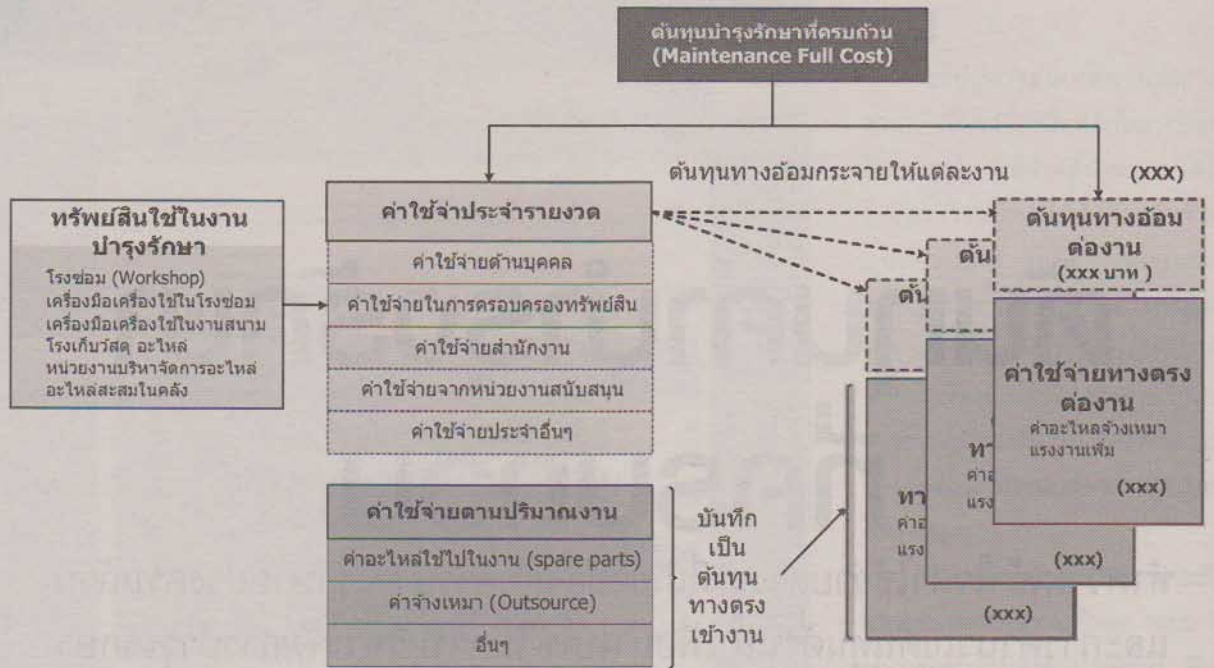 ต้นทุนบำรุงรักษาที่ครบถ้วน
(Maintenance Full Cost)
ต้นทุนทางอ้อมกระจายให้แต่ละงาน
(XXX)
ทรัพย์สินใช้ในงาน
บำรุงรักษา
โรงซ่อม (Workshop)
เครื่องมือเครื่องใช้ในโรงซ่อม
เครื่องมือเครื่องใช้ในงานสนาม
โรงเก็บวัสดุ อะไหล่
หน่วยงานบริหาจัดการอะไหล่
อะไหล่สะสมในคลัง
ค่าใช้จ่าประจำรายงวด
ค่าใช้จ่ายด้านบุคคล
ค่าใช้จ่ายในการครอบครองทรัพย์สิน
ค่าใช้จ่ายสำนักงาน
ค่าใช้จ่ายจากหน่วยงานสนับสนุน
ค่าใช้จ่ายประจำอื่นๆ
ค่าใช้จ่ายตามปริมาณงาน
ค่าอะไหล่ใช้ไปในงาน (spare parts)
ค่าจ้างเหมา (Outsource)
อื่นๆ
บันทึก
เป็น
ต้นทุน
ทางตรง
เข้างาน
ต้นทุนทางอ้อม
ต่องาน
(xxx บาท )
ต้น
ต้น
ค่าใช้จ่ายทางตรง
ต่องาน
ค่าอะไหลจ้างเหมา
แรงงานเพิ่ม
(xxx)
ทา
ค่าอ
แรง
(xxx)
ทา
ค่าอ
แรง
(xxx)